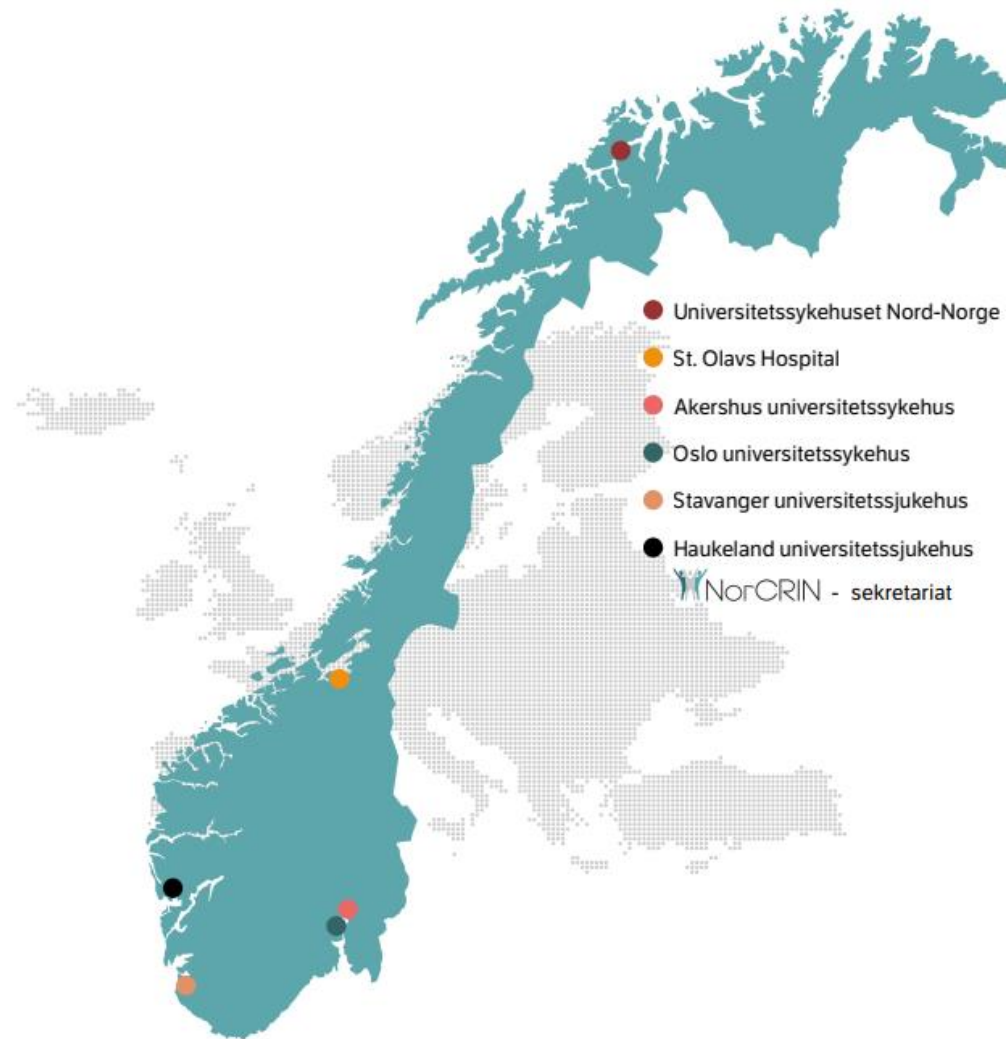 Universitetssykehuset Nord-Norge
St. Olavs Hospital
Akershus universitetssykehus
Oslo universitetssykehus
Stavanger universitetssjukehus
Haukeland universitetssjukehus
NorCRIN - sekretariat